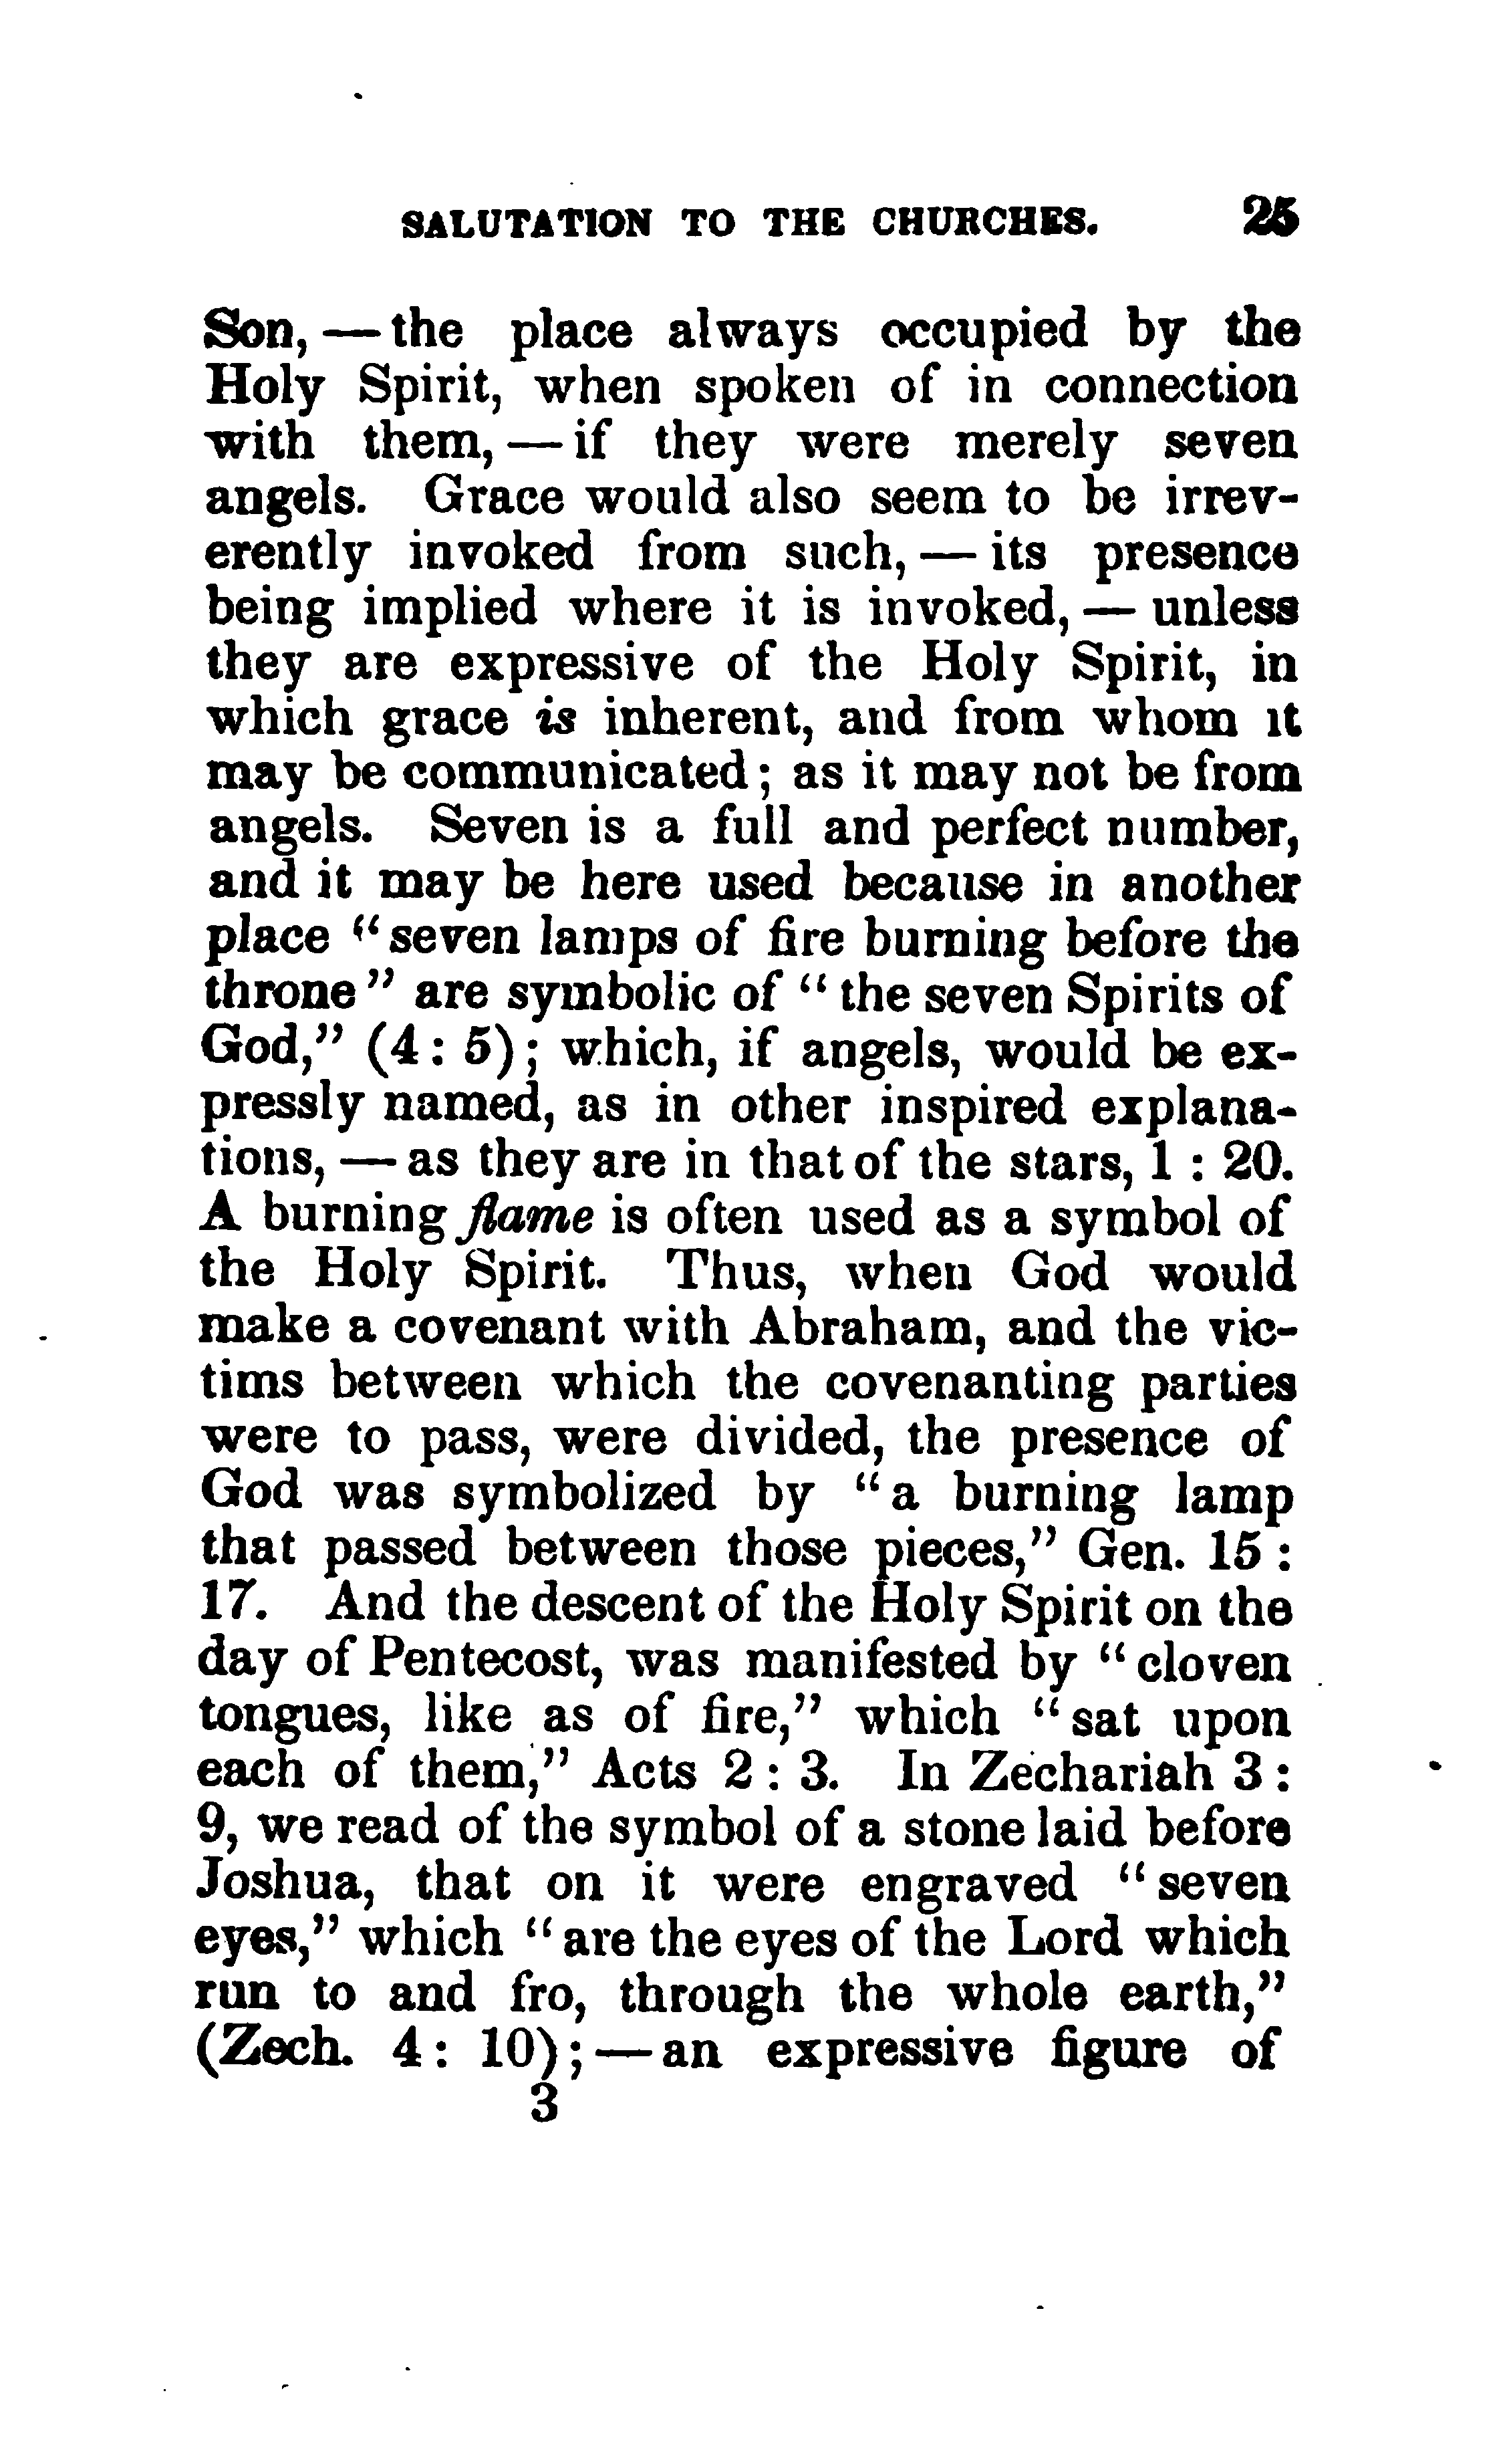 SALUTATION TO THE CHURCHES. 25
Son, — the place always occupied by the
Holy Spirit, when spoken of in connection
with them, — if they were merely seven
angels. Grace would also seem to be irrev-
erently invoked from such, — its presence
being implied where it is invoked, — unless
they are expressive of the Holy Spirit, in
which grace is inherent, and from whom it
may be communicated; as it may not be from
angels. Seven is a full and perfect number,
and it may be here used because in another
place "seven lamps of fire burning before the
throne" are symbolic of "the seven Spirits of
God," (4: 5); which, if angels, would be ex-
pressly named, as in other inspired explana-
tions, — as they are in that of the stars, 1 : 20.
A burning flame is often used as a symbol of
the Holy Spirit. Thus, when God would
make a covenant with Abraham, and the vic-
tims between which the covenanting parties
were to pass, were divided, the presence of
God was symbolized by "a burning lamp
that passed between those pieces," Gen. 15 :
17. And the descent of the Holy Spirit on the
day of Pentecost, was manifested by "cloven
tongues, like as of fire," which "sat upon
each of them," Acts 2 : 3. In Zechariah 3 :
9, we read of the symbol of a stone laid before
Joshua, that on it were engraved "seven
eyes," which "are the eyes of the Lord which
run to and fro, through the whole earth,"
(Zech. 4: 10); — an expressive figure of
3